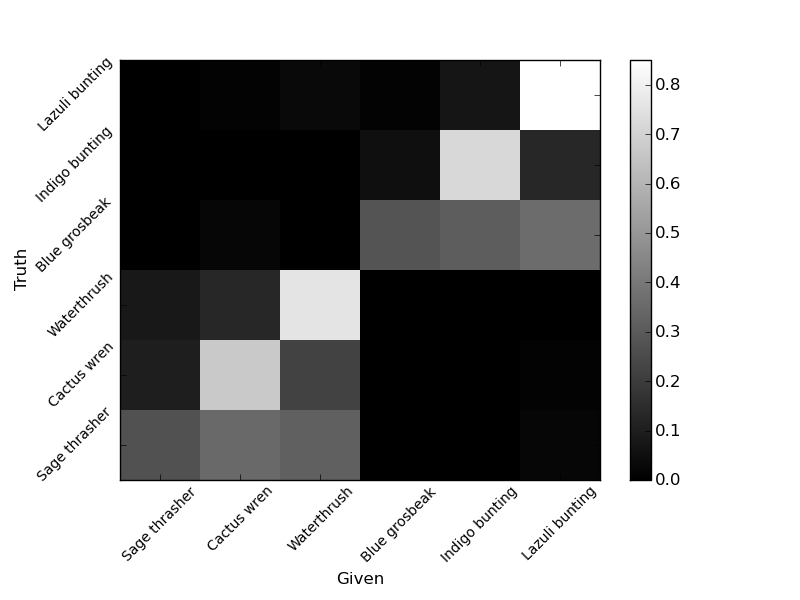 Truth
Lazuli bunting
Indigo bunting
Blue grosbeak
Waterthrush
Cactus wren
Sage thrasher
Sage thrasher
Cactus wren
Waterthrush
Blue grosbeak
Indigo bunting
Lazuli bunting
Given
0.8
0.7
0.6
0.5
0.4
0.3
0.2
0.1
0.0